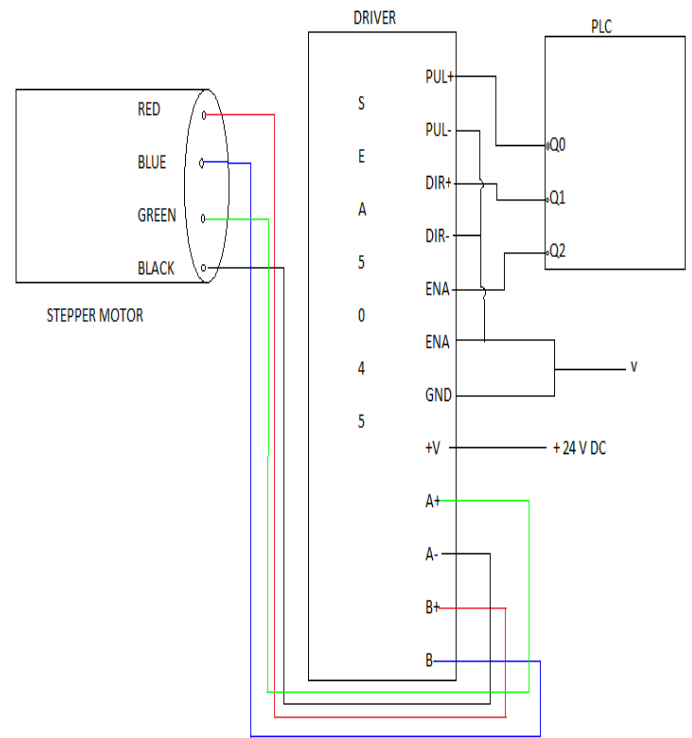 DRIVER
PLC
RED
BLUE
GREEN
BLACK
STEPPER MOTOR
S
E
A
5
0
4
5
PUL+
PUL-
DIR+
DIR-
ENA
ENA
GND
+V
A+
A-
B+
B
Q0
Q1
Q2
v
+ 24 V DC